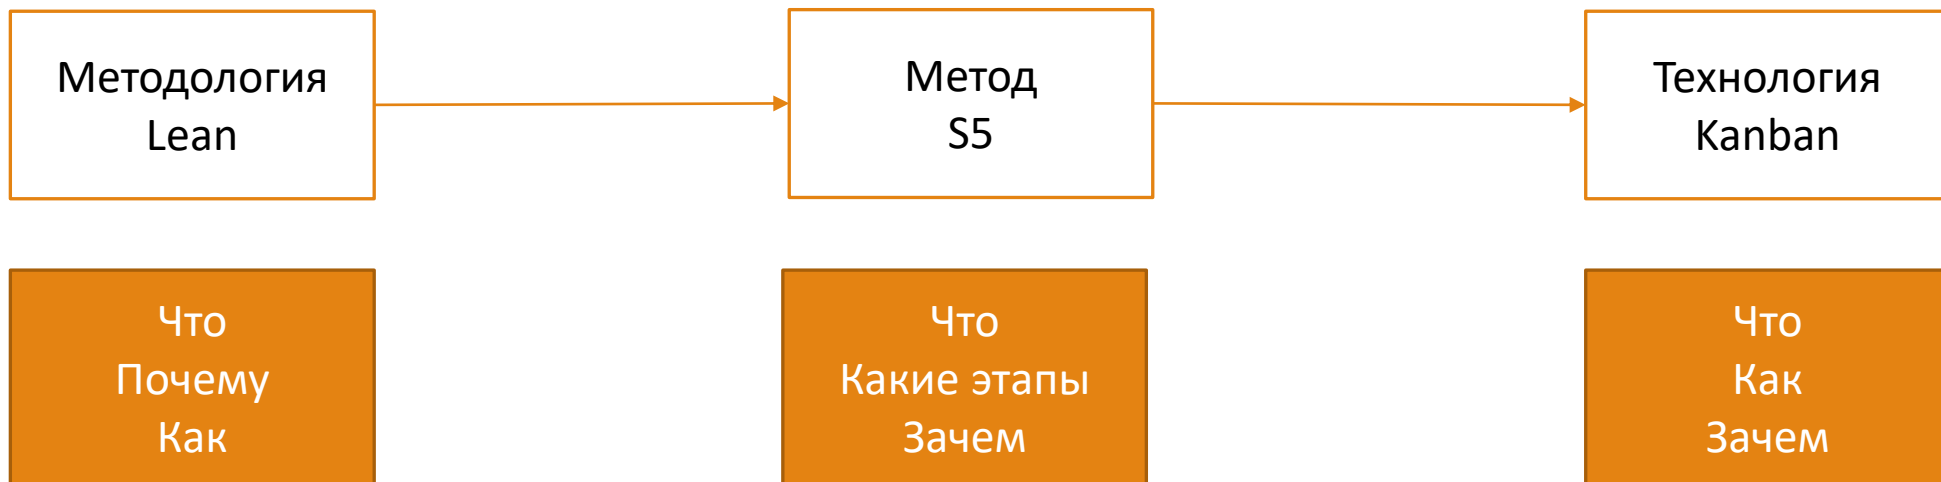 Методология
Lean
Метод
S5
Технология
Kanban
Что
Почему
Как
Что
Какие этапы
Зачем
Что
Как
Зачем